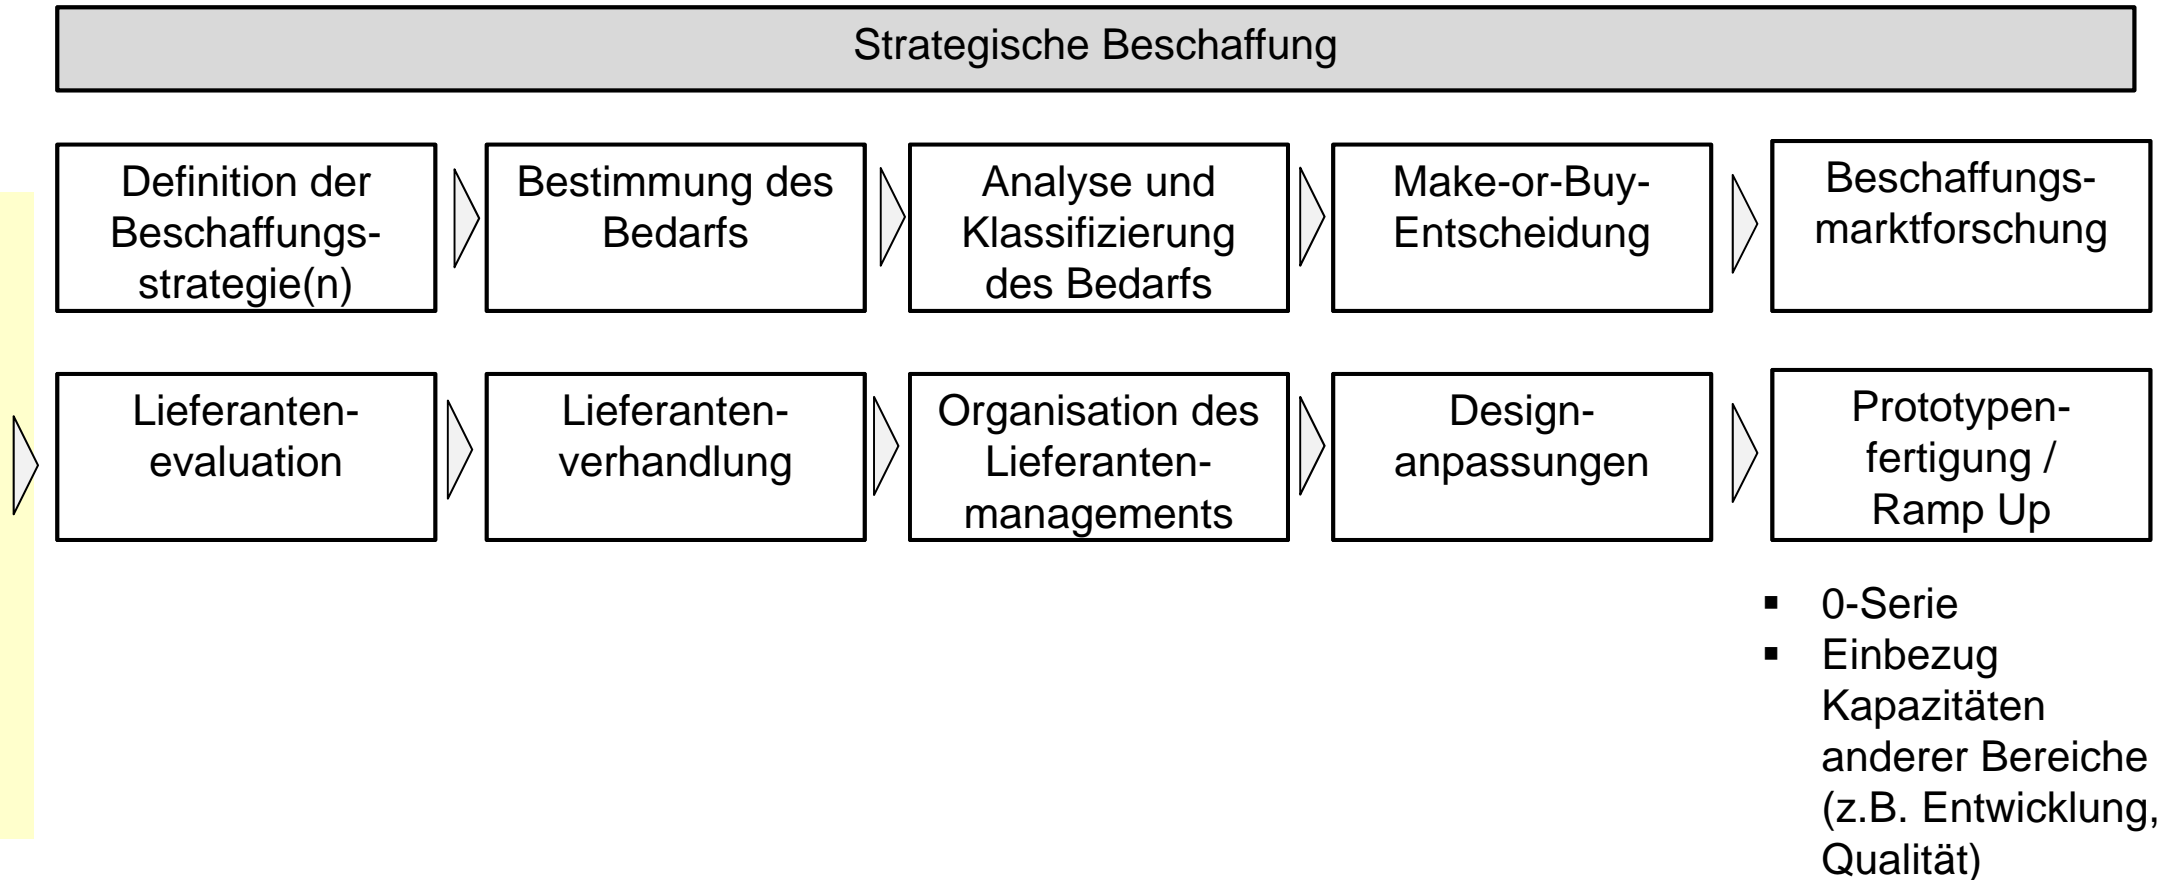 Strategische Beschaffung
Definition der
Beschaffungs-
strategie(n)
Bestimmung des
Bedarfs
Analyse und
Klassifizierung
des Bedarfs
Make-or-Buy-
Entscheidung
Beschaffungs-
marktforschung
Lieferanten-
evaluation
Lieferanten-
verhandlung
Organisation des
Lieferanten-
managements
Design-
anpassungen
Prototypen-
fertigung /
Ramp Up
▪ 0-Serie
▪ Einbezug
Kapazitäten
anderer Bereiche
(z.B. Entwicklung,
Qualität)